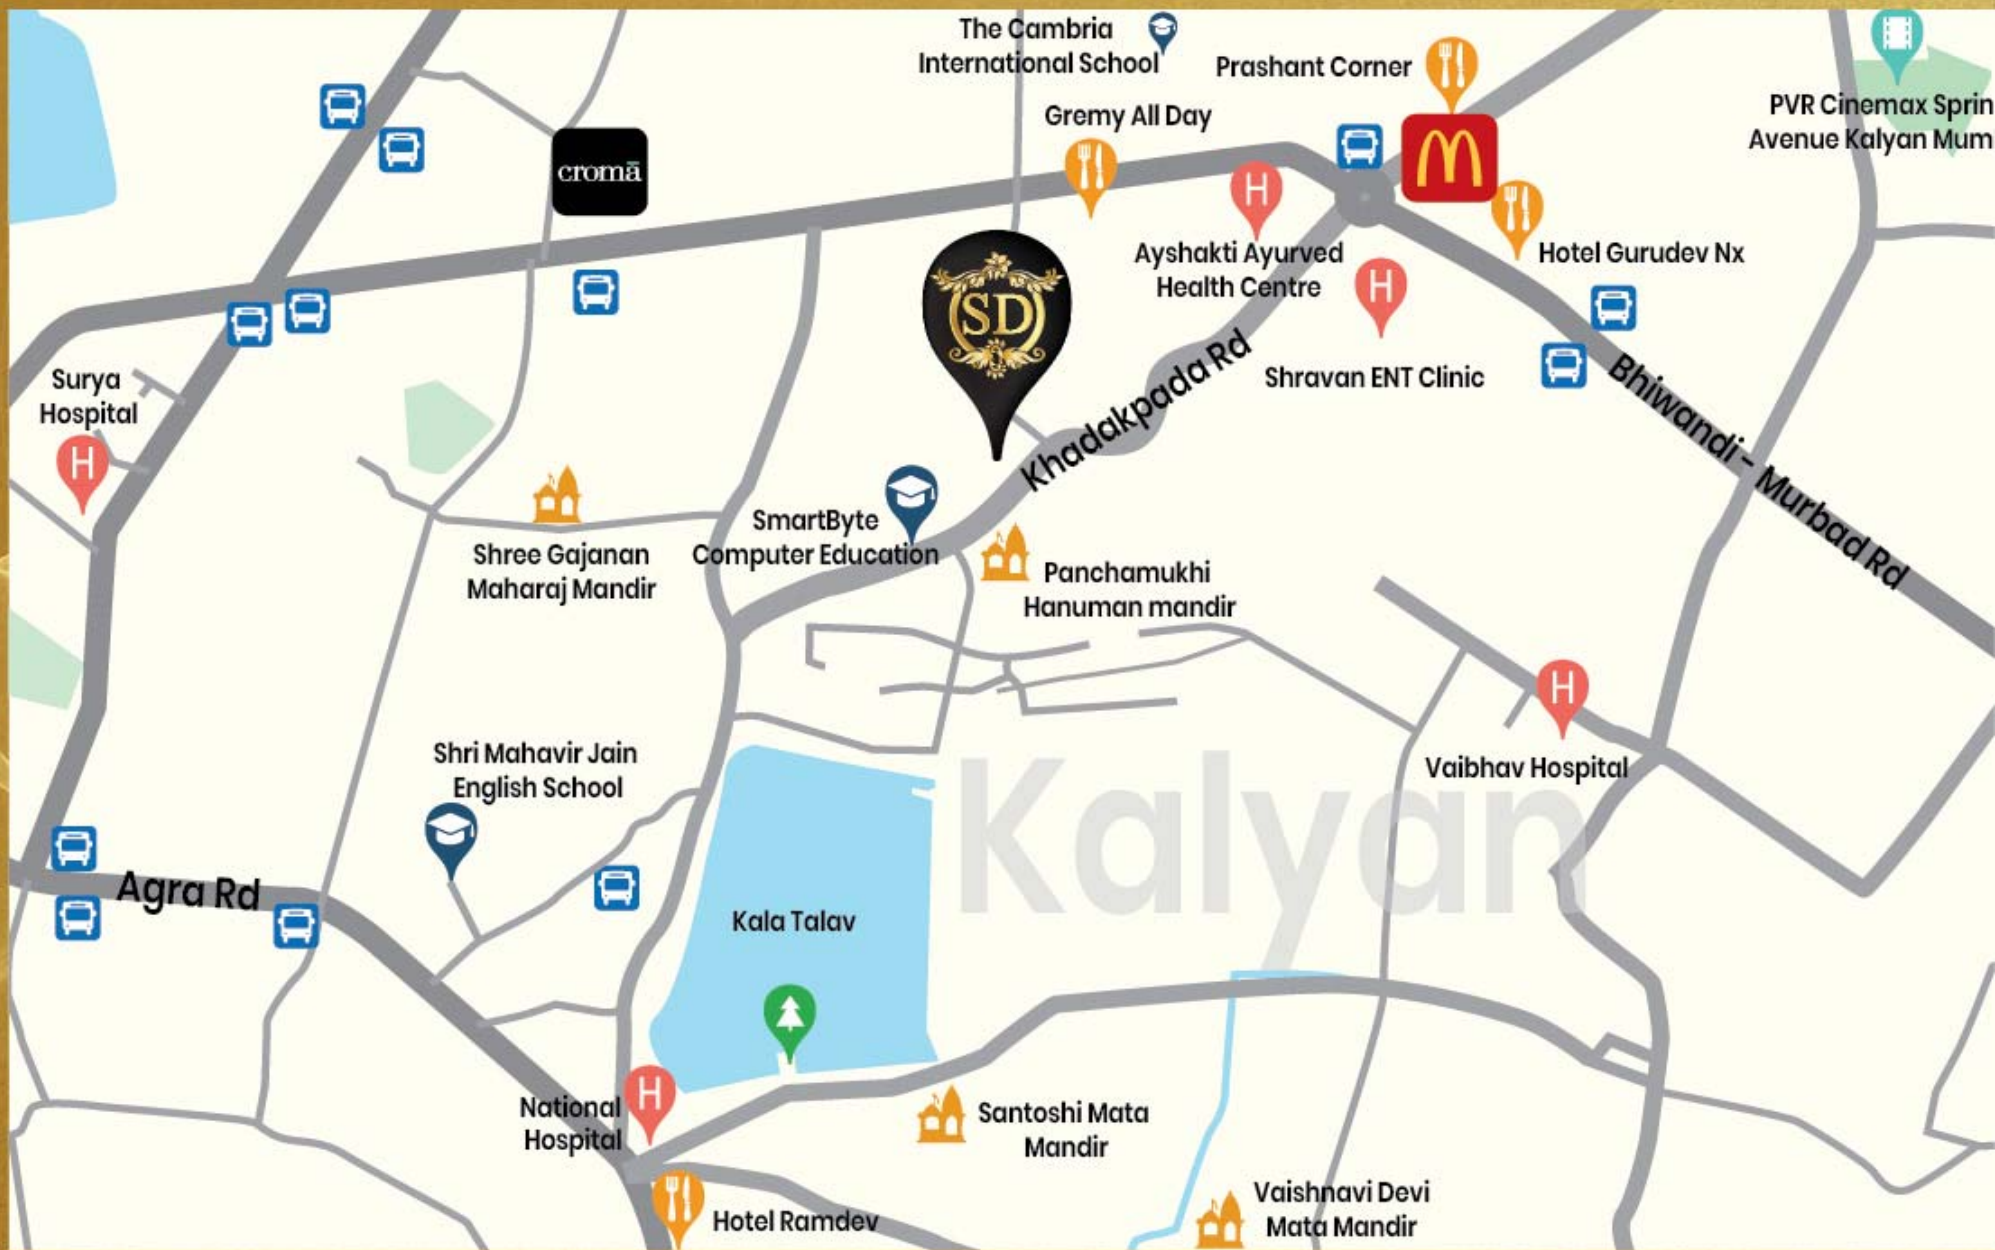 The Cambria
International School
Prashant Corner
Gremy All Day
PVR Cinemax Sprin
Avenue Kalyan Mum
cromā
M
H
Ayshakti Ayurved
Health Centre
H
Hotel Gurudev Nx
SD
Shravan ENT Clinic
Khadakpada Rd
Bhiwandi - Murbad Rd
Surya
Hospital
H
SmartByte
Computer Education
Shree Gajanan
Maharaj Mandir
Panchamukhi
Hanuman mandir
H
Vaibhav Hospital
Shri Mahavir Jain
English School
Kalyan
Agra Rd
Kala Talav
National
Hospital
H
Santoshi Mata
Mandir
Vaishnavi Devi
Mata Mandir
Hotel Ramdev